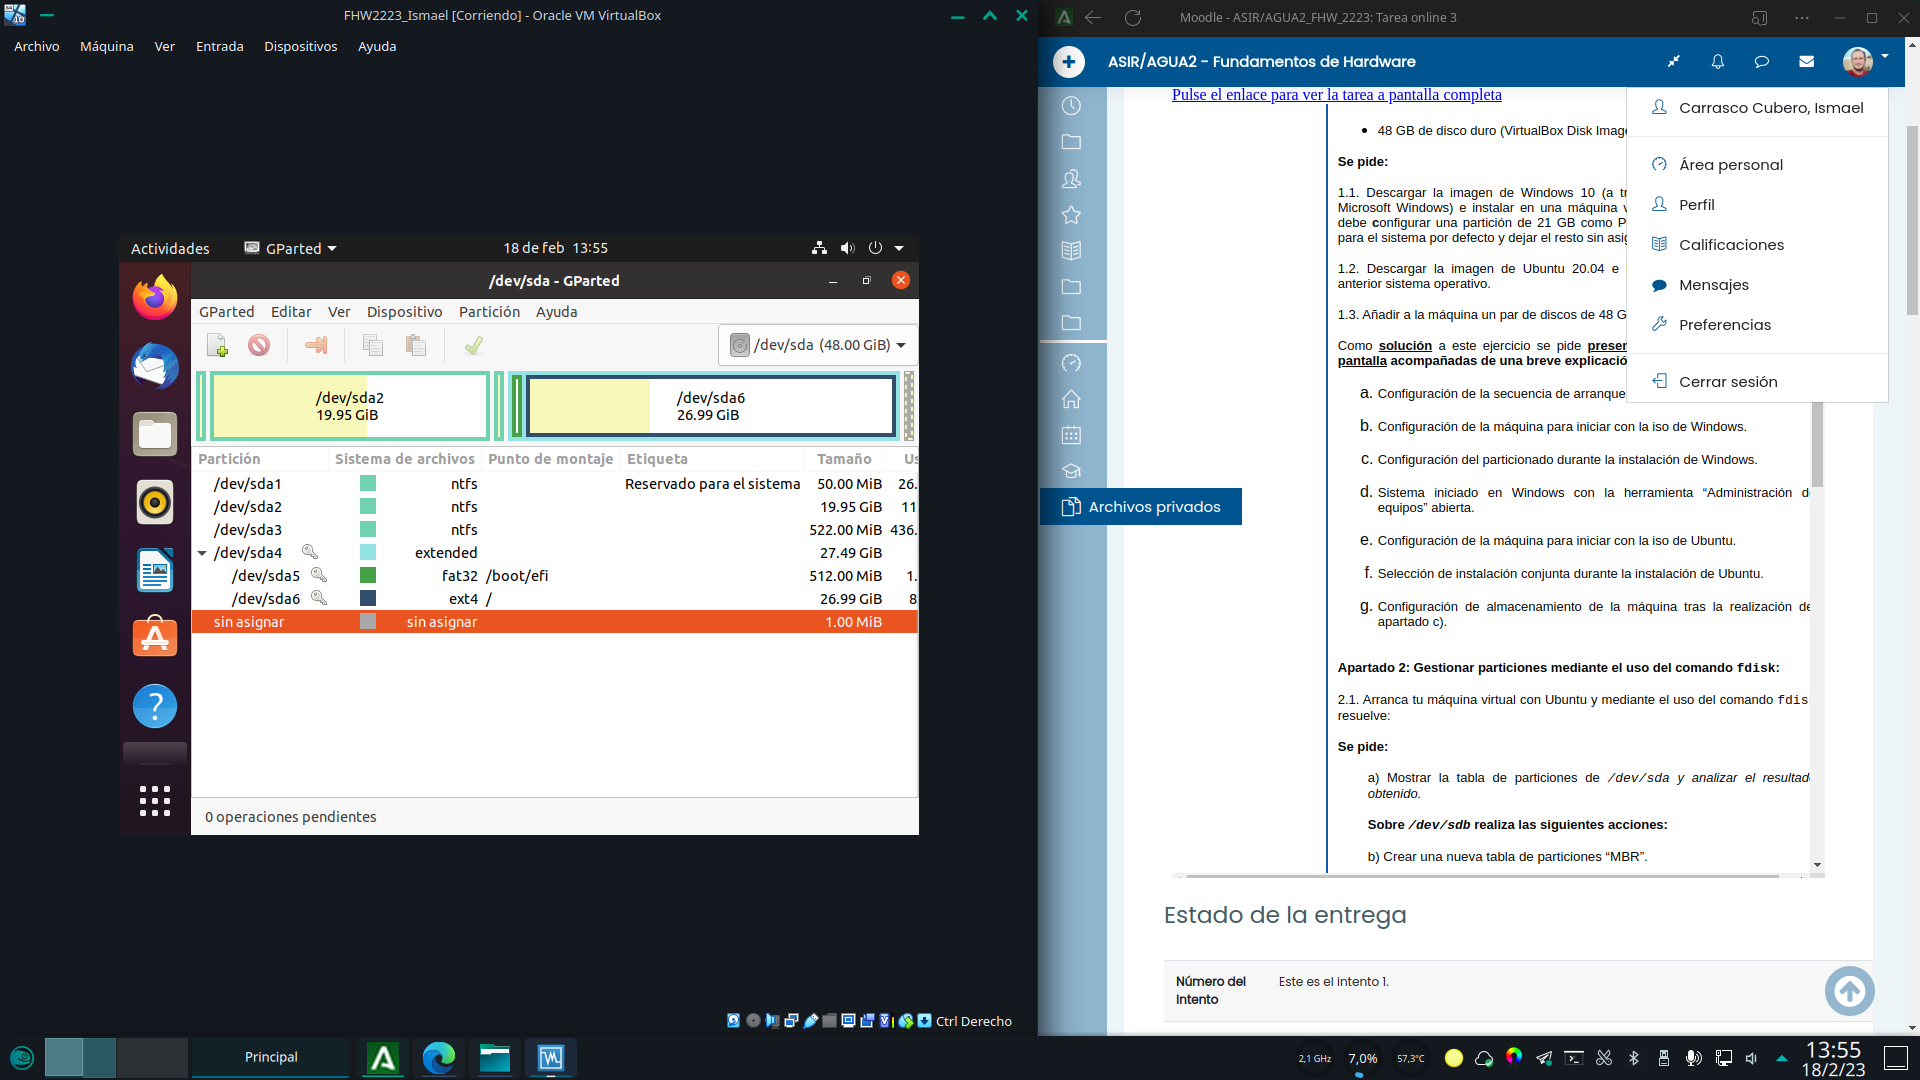 FHW2223_Ismael [Corriendo] - Oracle VM VirtualBox
Archivo Máquina Ver Entrada Dispositivos Ayuda
Actividades GParted 18 de feb 13:55
/dev/sda - GParted
GParted Editar Ver Dispositivo Partición Ayuda
/dev/sda (48.00 GiB)
/dev/sda2
19.95 GiB
/dev/sda6
26.99 GiB
Partición Sistema de archivos Punto de montaje Etiqueta Tamaño Us
/dev/sda1 ntfs Reservado para el sistema 50.00 MiB 26.
/dev/sda2 ntfs 19.95 GiB 11
/dev/sda3 ntfs 522.00 MiB 436.
/dev/sda4 extended 27.49 GiB
/dev/sda5 fat32 /boot/efi 512.00 MiB 1.
/dev/sda6 ext4 / 26.99 GiB 8
sin asignar sin asignar 1.00 MiB
0 operaciones pendientes
Ctrl Derecho
Moodle - ASIR/AGUA2_FHW_2223: Tarea online 3
ASIR/AGUA2 - Fundamentos de Hardware
Pulse el enlace para ver la tarea a pantalla completa
48 GB de disco duro (VirtualBox Disk Image
Se pide:
1.1. Descargar la imagen de Windows 10 (a tr
Microsoft Windows) e instalar en una máquina v
debe configurar una partición de 21 GB como P
para el sistema por defecto y dejar el resto sin asig
1.2. Descargar la imagen de Ubuntu 20.04 e i
anterior sistema operativo.
1.3. Añadir a la máquina un par de discos de 48 G
Como solución a este ejercicio se pide presen
pantalla acompañadas de una breve explicació
a. Configuración de la secuencia de arranque
b. Configuración de la máquina para iniciar con la iso de Windows.
c. Configuración del particionado durante la instalación de Windows.
d. Sistema iniciado en Windows con la herramienta “Administración de
equipos” abierta.
e. Configuración de la máquina para iniciar con la iso de Ubuntu.
f. Selección de instalación conjunta durante la instalación de Ubuntu.
g. Configuración de almacenamiento de la máquina tras la realización de
apartado c).
Apartado 2: Gestionar particiones mediante el uso del comando fdisk:
2.1. Arranca tu máquina virtual con Ubuntu y mediante el uso del comando fdis
resuelve:
Se pide:
a) Mostrar la tabla de particiones de /dev/sda y analizar el resultado
obtenido.
Sobre /dev/sdb realiza las siguientes acciones:
b) Crear una nueva tabla de particiones “MBR”.
Carrasco Cubero, Ismael
Área personal
Perfil
Calificaciones
Mensajes
Preferencias
Cerrar sesión
Archivos privados
Estado de la entrega
Número del Este es el intento 1.
Intento
Principal
2,1 GHz 7,0% 57,3°C
13:55
18/2/23